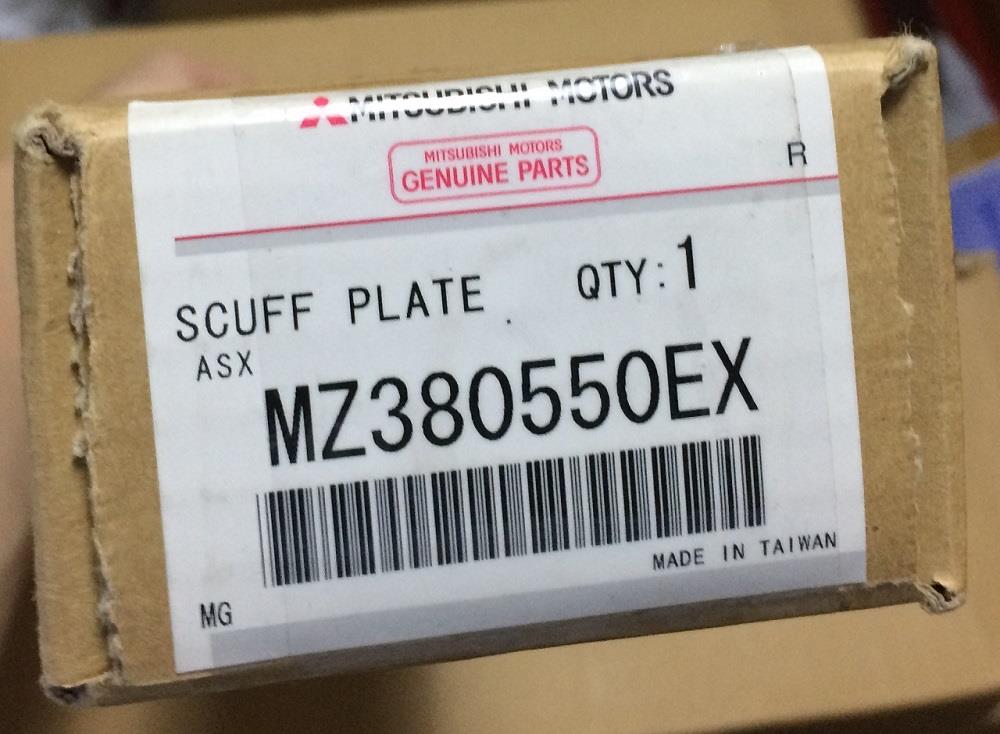 MITSUBISHI MOTORS
MITSUBISHI MOTORS
GENUINE PARTS
R
SCUFF PLATE QTY:1
ASX
MZ380550EX
MADE IN TAIWAN
MG